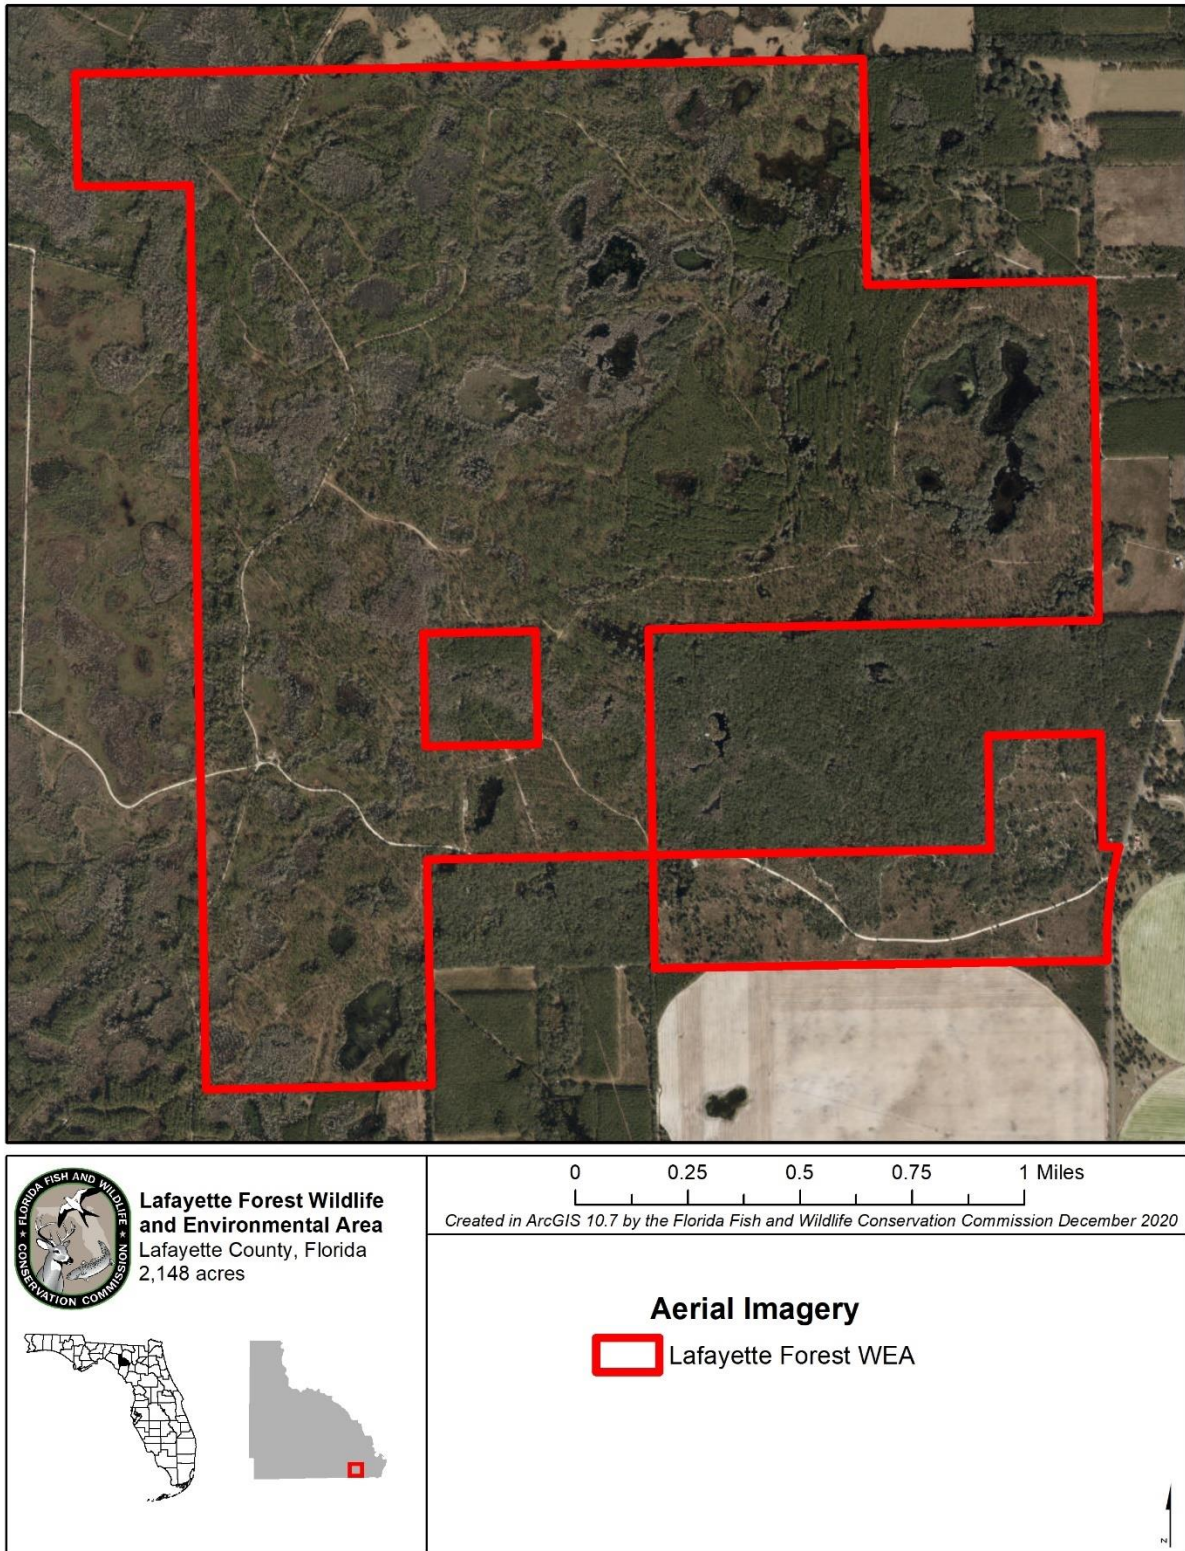 FLORIDA FISH AND WILDLIFE
CONSERVATION COMMISSION
Lafayette Forest Wildlife
and Environmental Area
Lafayette County, Florida
2,148 acres
0 0.25 0.5 0.75 1 Miles
Created in ArcGIS 10.7 by the Florida Fish and Wildlife Conservation Commission December 2020
Aerial Imagery
Lafayette Forest WEA
N